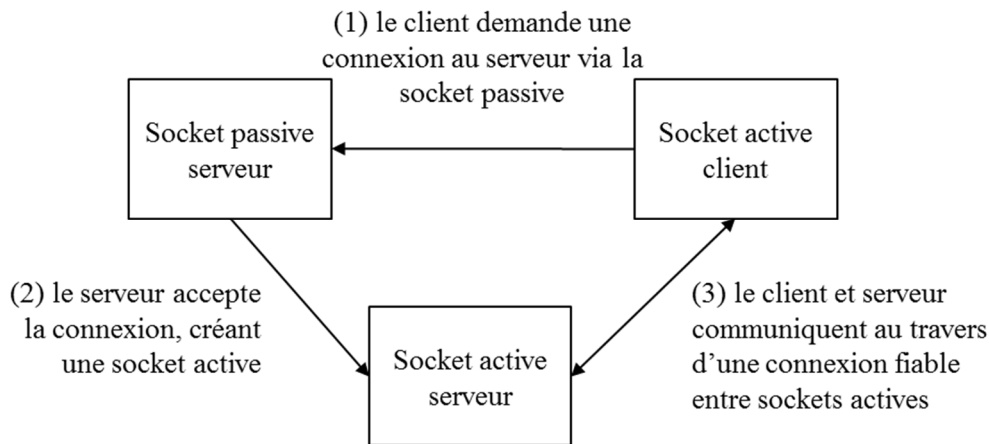 (1) le client demande une
connexion au serveur via la
socket passive
Socket passive
serveur
Socket active
client
(2) le serveur accepte
la connexion, créant
une socket active
Socket active
serveur
(3) le client et serveur
communiquent au travers
d’une connexion fiable
entre sockets actives